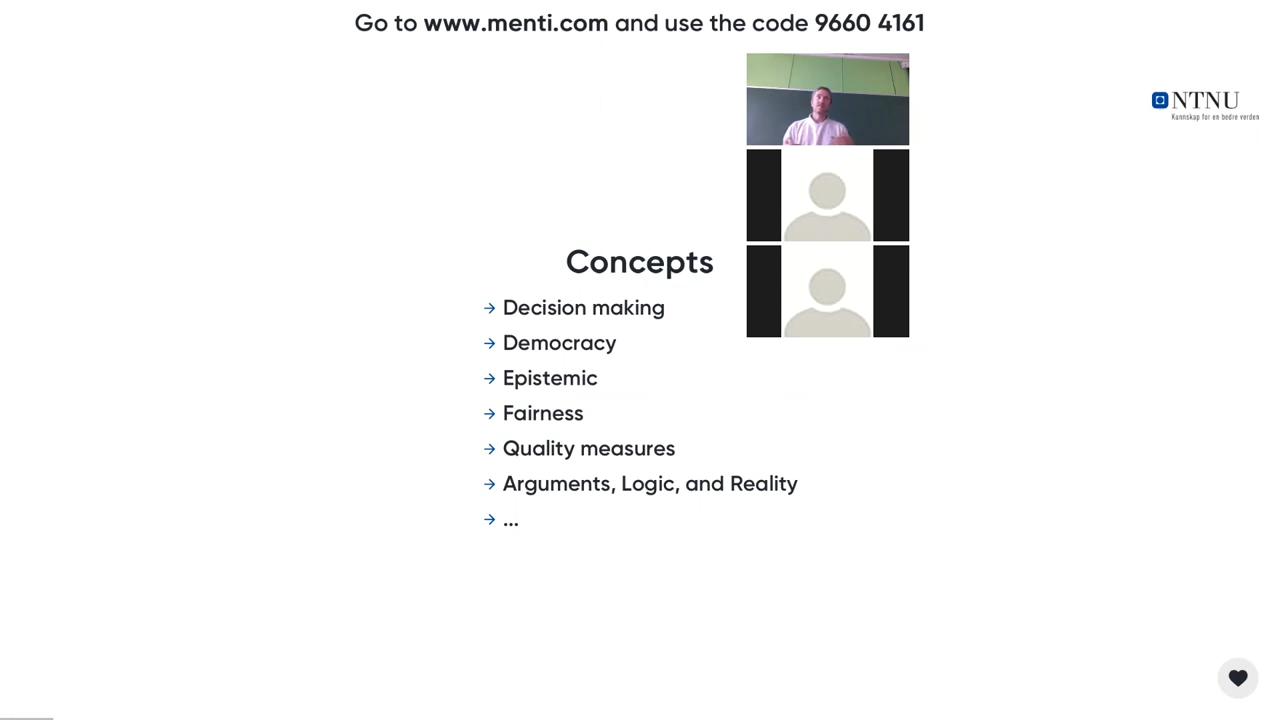 Go to www.menti.com and use the code 9660 4161
NTNU
Kunnskap for en bedre verden
Concepts
→ Decision making
→ Democracy
→ Epistemic
→ Fairness
→ Quality measures
→ Arguments, Logic, and Reality
→ ...